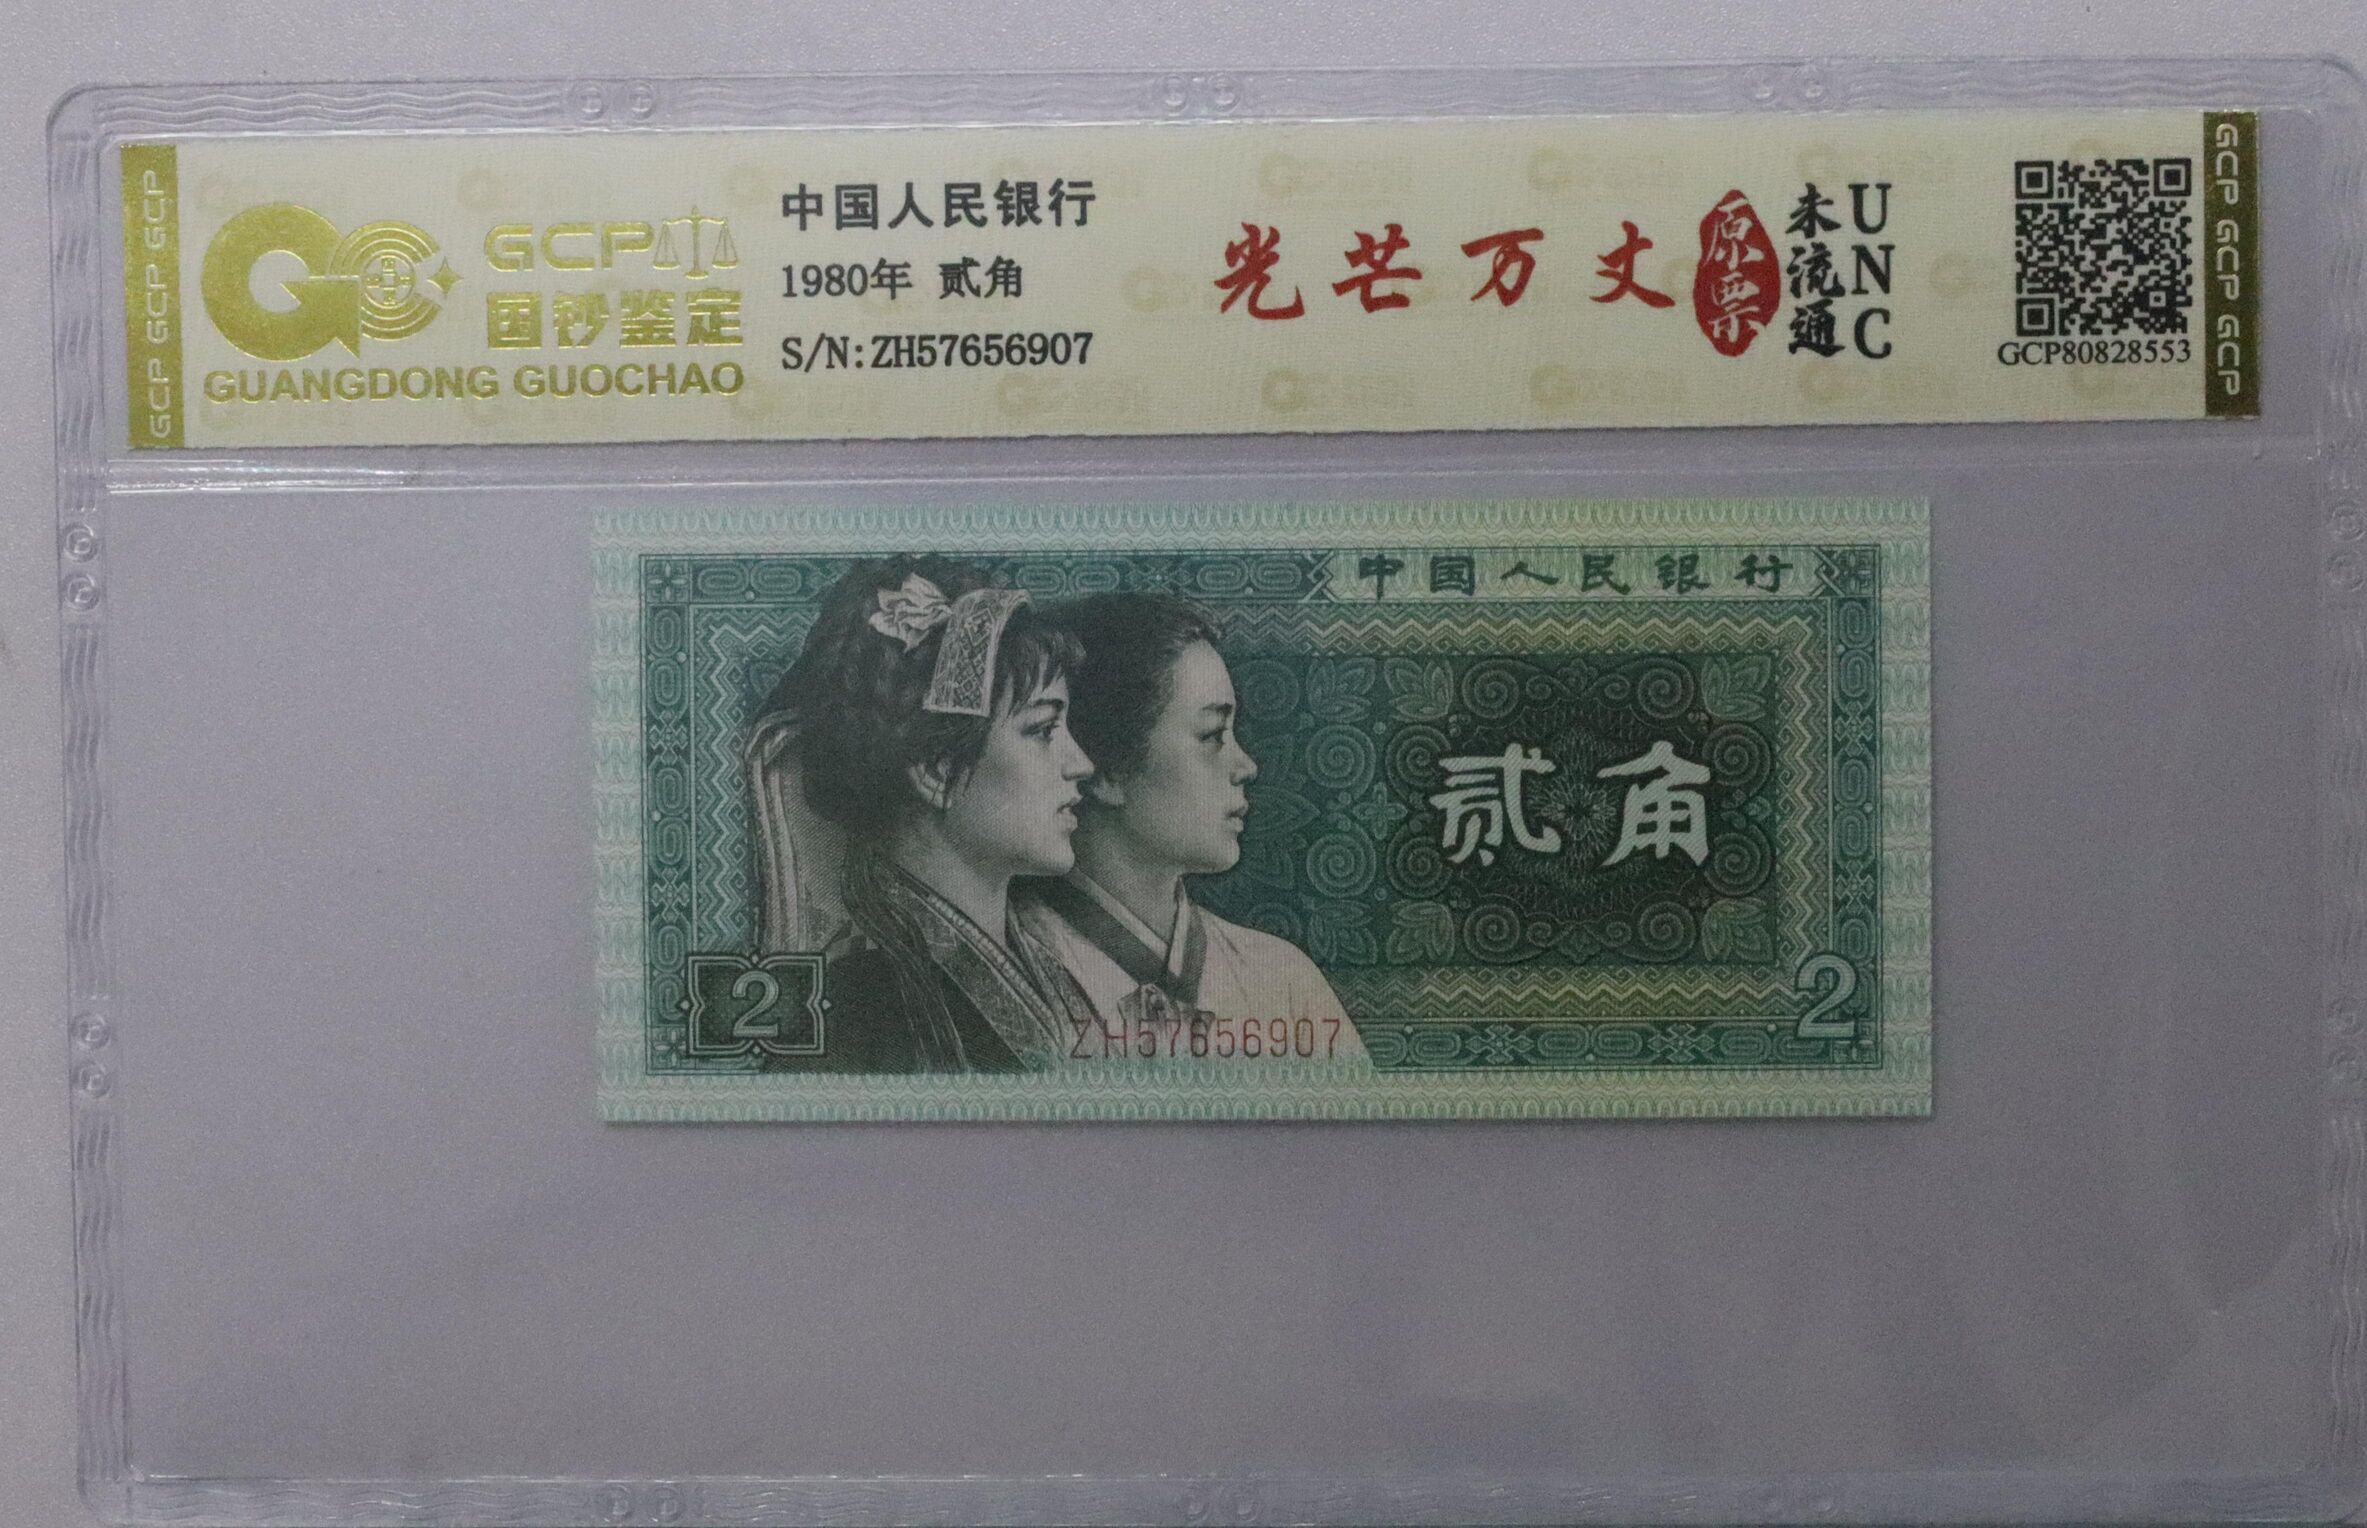 GCP GCP GCP
GCP
国钞鉴定
GUANGDONG GUOCHAO
中国人民银行
1980年 贰角
S/N:ZH57656907
光芒万丈
原票
未流通
UNC
GCP80828553
GCP GCP GCP
中国人民银行
贰角
2
ZH57656907
2